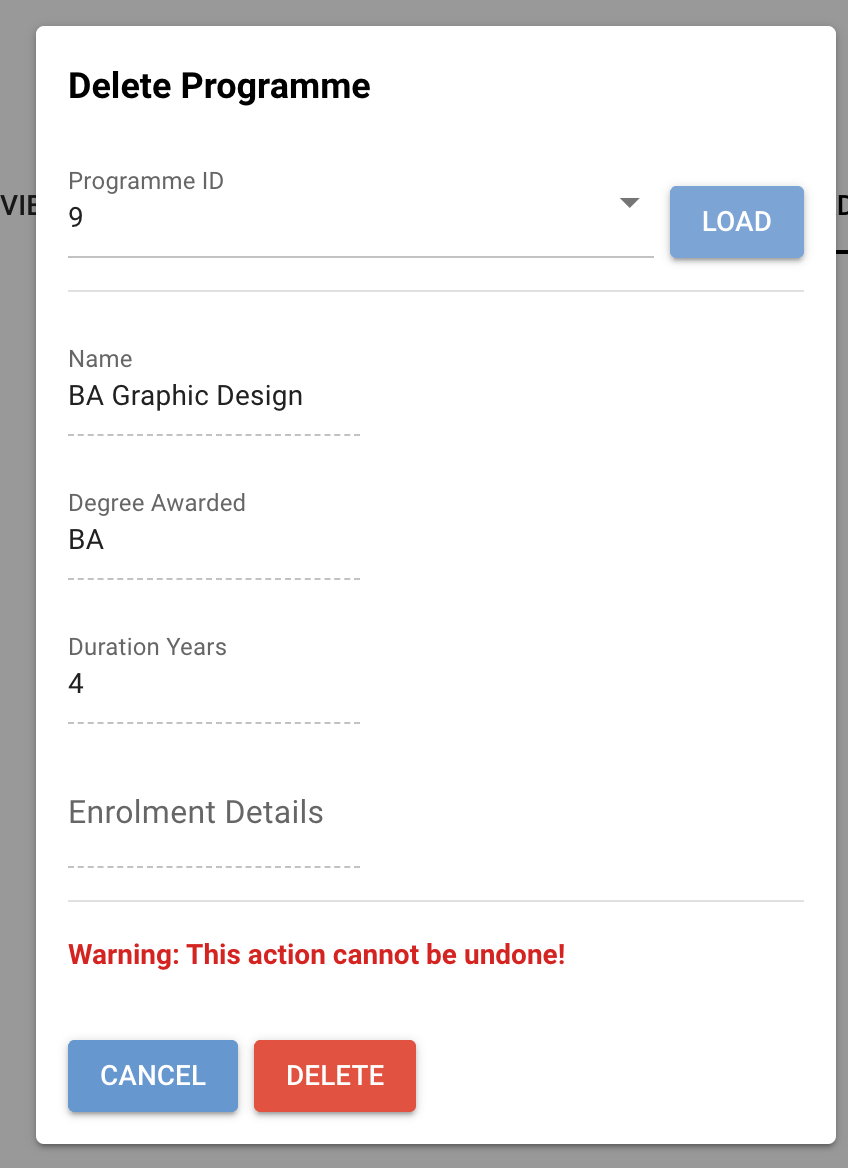 Delete Programme
Programme ID
9
LOAD
Name
BA Graphic Design
Degree Awarded
BA
Duration Years
4
Enrolment Details
Warning: This action cannot be undone!
CANCEL
DELETE